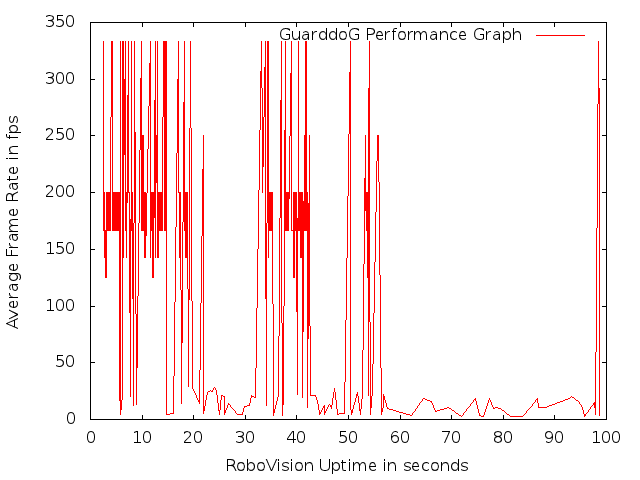 GuarddoG Performance Graph
350
300
250
200
150
100
50
0
Average Frame Rate in fps
0 10 20 30 40 50 60 70 80 90 100
RoboVision Uptime in seconds